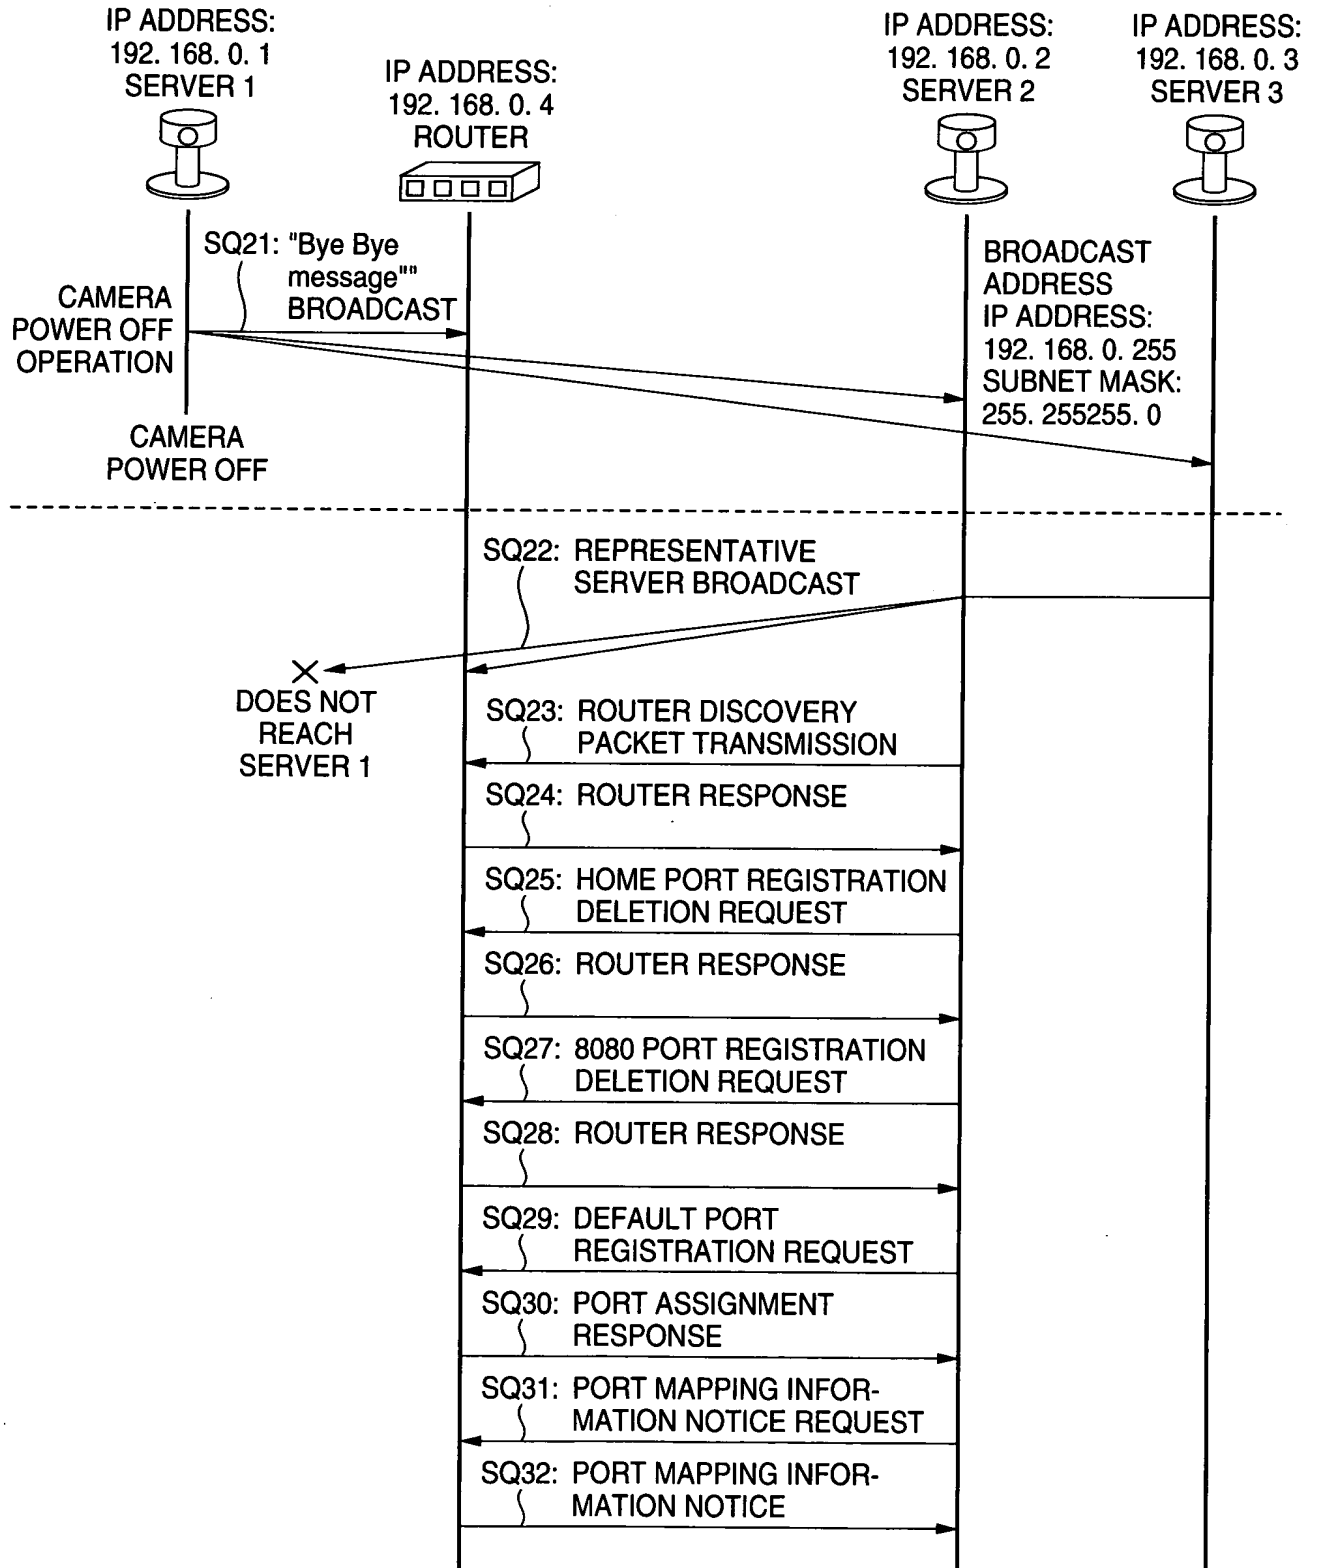 IP ADDRESS:
192. 168. 0. 1
SERVER 1
IP ADDRESS:
192. 168. 0. 4
ROUTER
IP ADDRESS:
192. 168. 0. 2
SERVER 2
IP ADDRESS:
192. 168. 0. 3
SERVER 3
SQ21: "Bye Bye
message""
BROADCAST
CAMERA
POWER OFF
OPERATION
CAMERA
POWER OFF
BROADCAST
ADDRESS
IP ADDRESS:
192. 168. 0. 255
SUBNET MASK:
255. 255255. 0
SQ22: REPRESENTATIVE
SERVER BROADCAST
DOES NOT
REACH
SERVER 1
SQ23: ROUTER DISCOVERY
PACKET TRANSMISSION
SQ24: ROUTER RESPONSE
SQ25: HOME PORT REGISTRATION
DELETION REQUEST
SQ26: ROUTER RESPONSE
SQ27: 8080 PORT REGISTRATION
DELETION REQUEST
SQ28: ROUTER RESPONSE
SQ29: DEFAULT PORT
REGISTRATION REQUEST
SQ30: PORT ASSIGNMENT
RESPONSE
SQ31: PORT MAPPING INFOR-
MATION NOTICE REQUEST
SQ32: PORT MAPPING INFOR-
MATION NOTICE